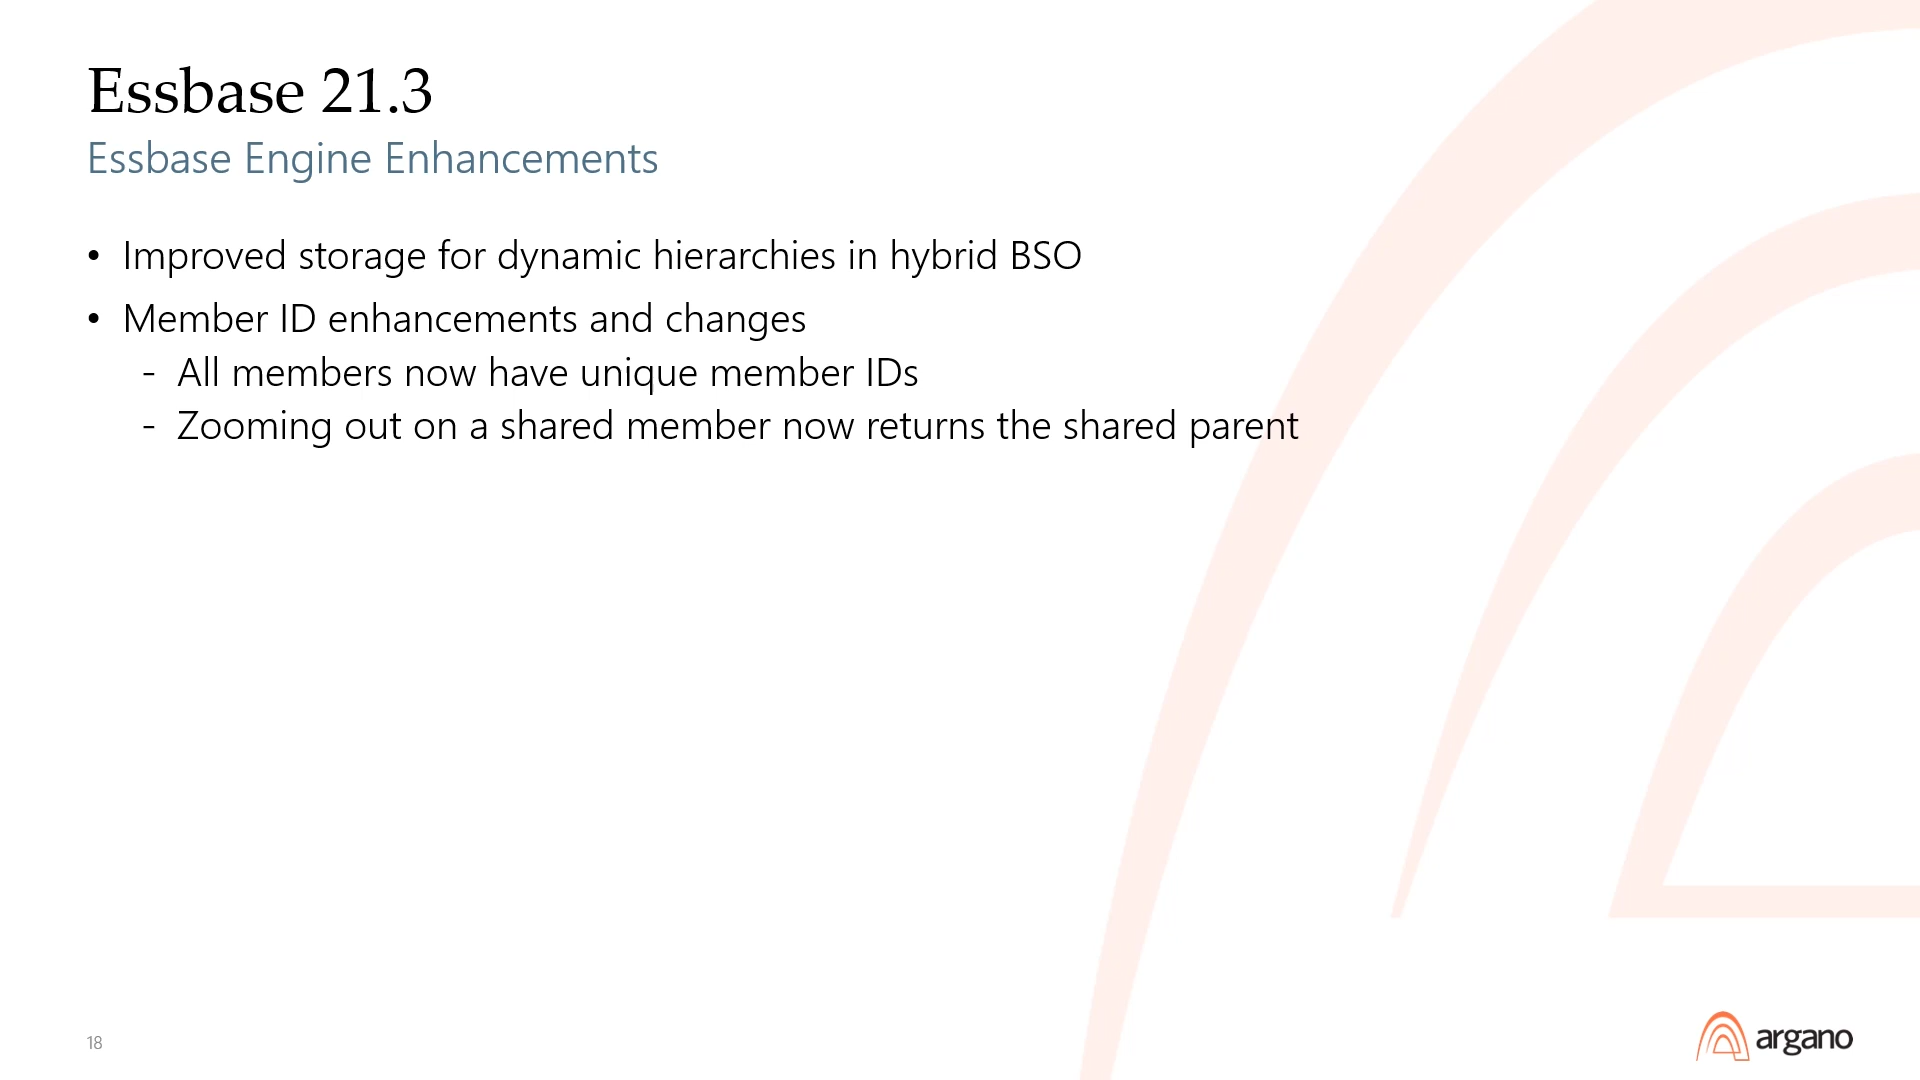 Essbase 21.3
Essbase Engine Enhancements
• Improved storage for dynamic hierarchies in hybrid BSO
• Member ID enhancements and changes
- All members now have unique member IDs
- Zooming out on a shared member now returns the shared parent
18
argano